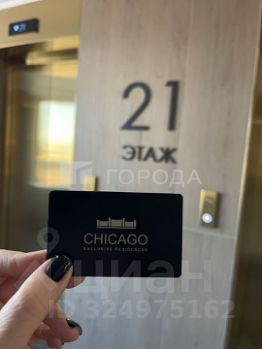 21
ЭТАЖ
ГОРОДА
CHICAGO
EXCLUSIVE RESIDENCES
циан
324975162